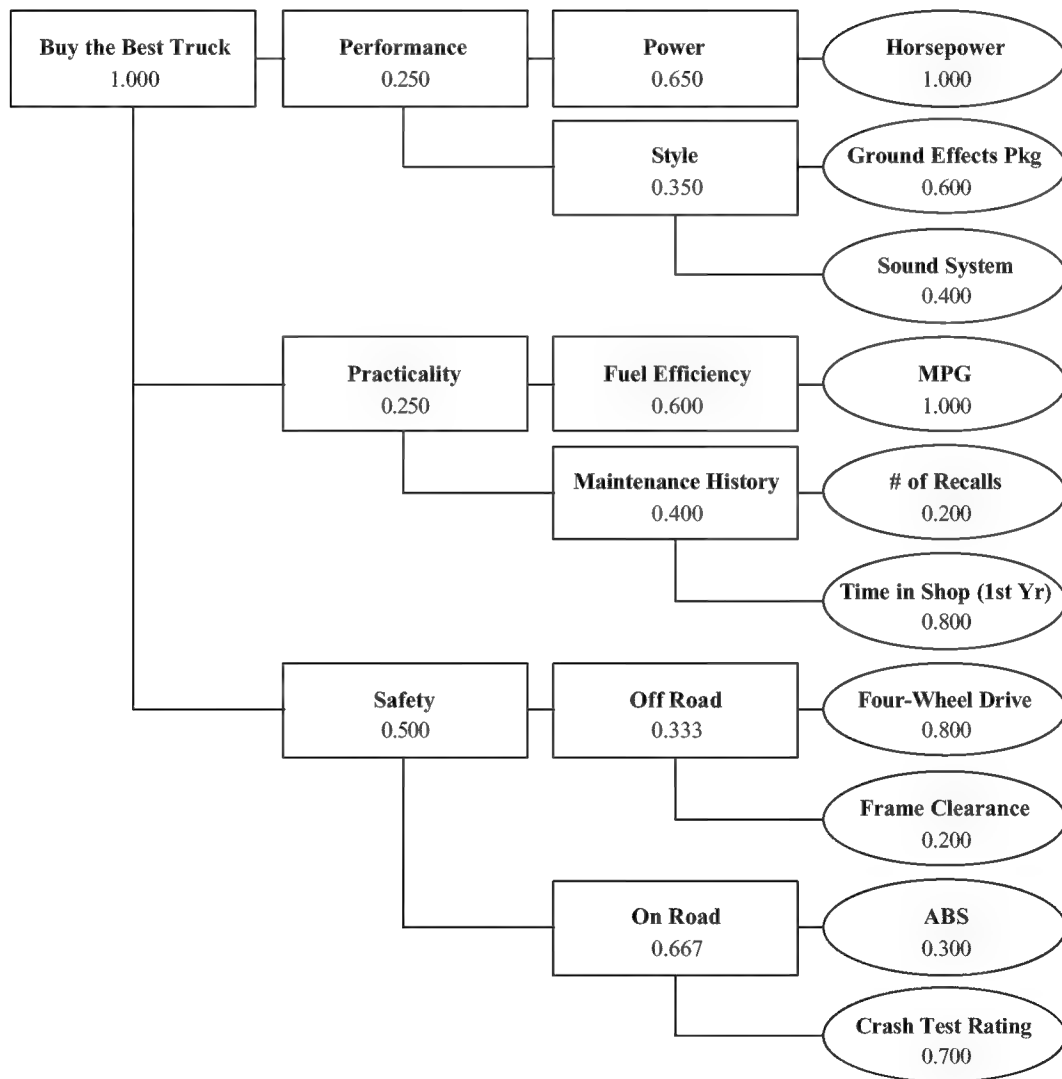 Buy the Best Truck
1.000
Performance
0.250
Power
0.650
Horsepower
1.000
Style
0.350
Ground Effects Pkg
0.600
Sound System
0.400
Practicality
0.250
Fuel Efficiency
0.600
MPG
1.000
Maintenance History
0.400
# of Recalls
0.200
Time in Shop (1st Yr)
0.800
Safety
0.500
Off Road
0.333
Four-Wheel Drive
0.800
Frame Clearance
0.200
On Road
0.667
ABS
0.300
Crash Test Rating
0.700